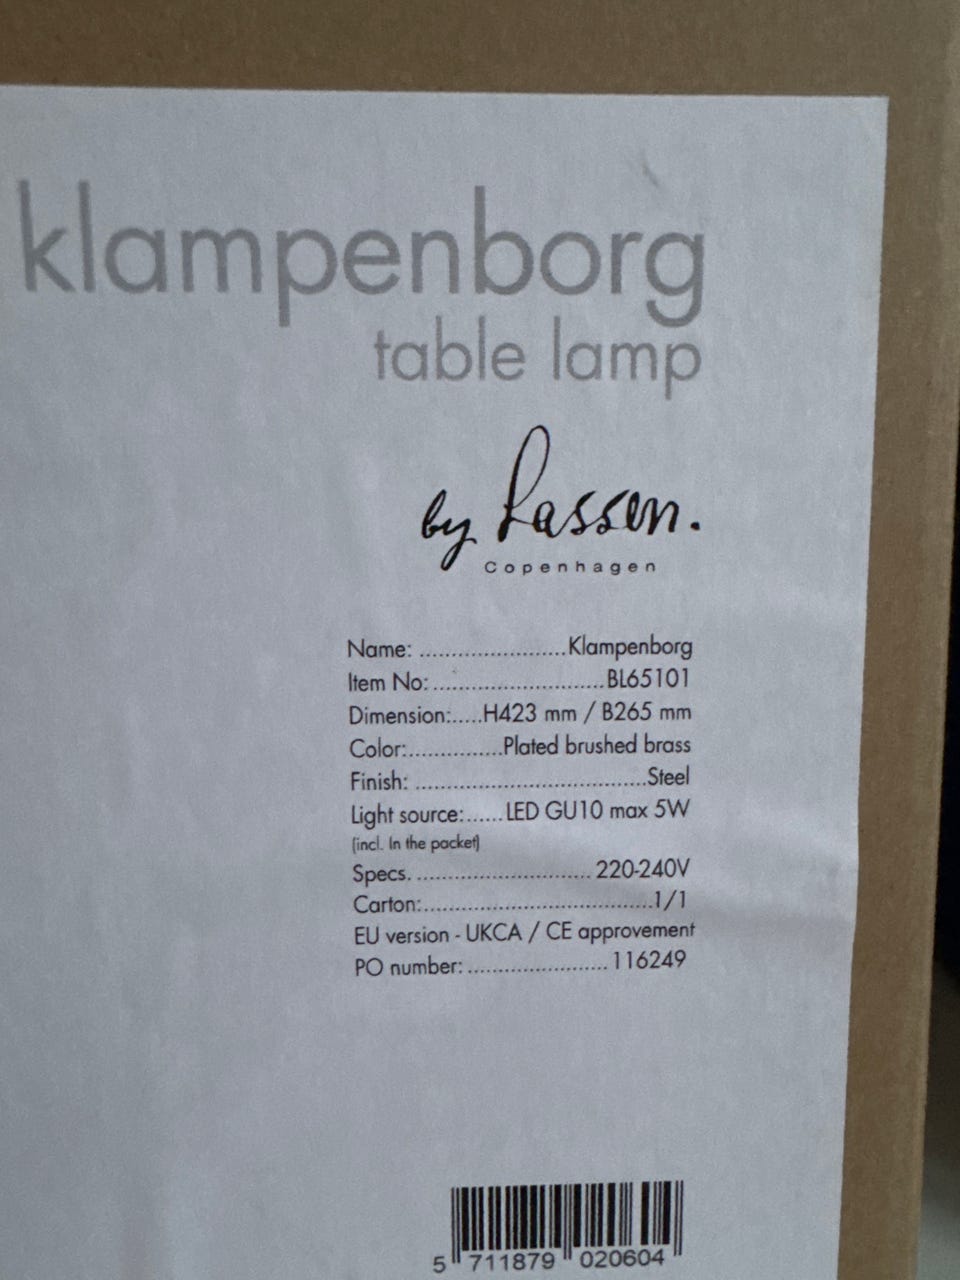 klampenborg
table lamp
by Lassen.
Copenhagen
Name: ......................Klampenborg
Item No:...........................BL65101
Dimension:.....H423 mm / B265 mm
Color:...............Plated brushed brass
Finish: .....................................Steel
Light source:......LED GU10 max 5W
(incl. In the packet)
Specs. ............................ 220-240V
Carton:.....................................1/1
EU version - UKCA / CE approvement
PO number: ....................... 116249
5 711879 020604